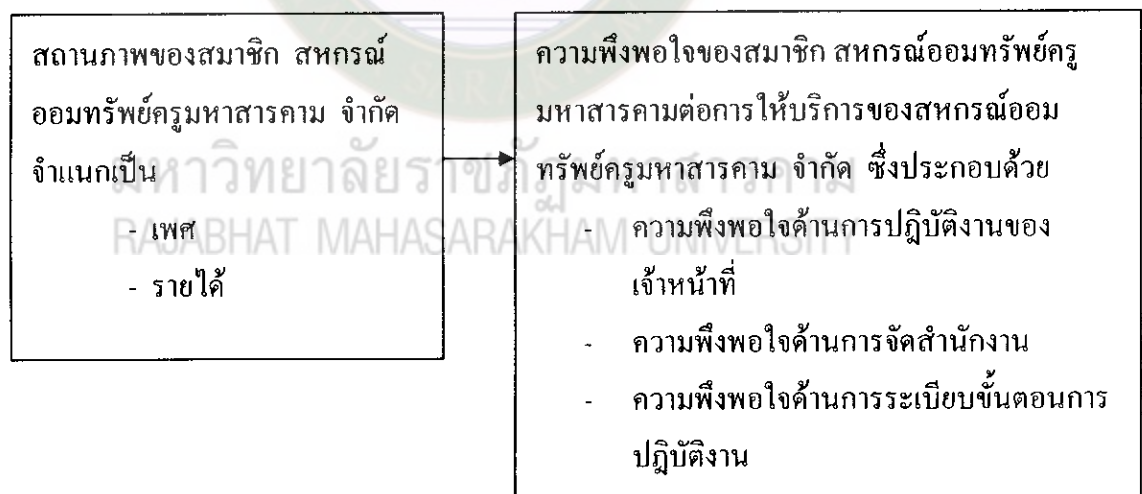 สถานภาพของสมาชิก สหกรณ์
ออมทรัพย์ครูมหาสารคาม จำกัด
จำแนกเป็น
- เพศ
- รายได้
ความพึงพอใจของสมาชิก สหกรณ์ออมทรัพย์ครู
มหาสารคามต่อการให้บริการของสหกรณ์ออม
ทรัพย์ครูมหาสารคาม จำกัด ซึ่งประกอบด้วย
- ความพึงพอใจด้านการปฎิบัติงานของ
เจ้าหน้าที่
- ความพึงพอใจด้านการจัดสำนักงาน
- ความพึงพอใจด้านการระเบียบขั้นตอนการ
ปฎิบัติงาน
มหาวิทยาลัยราชภัฏมหาสารคาม
RAJABHAT MAHASARAKHAM UNIVERSITY